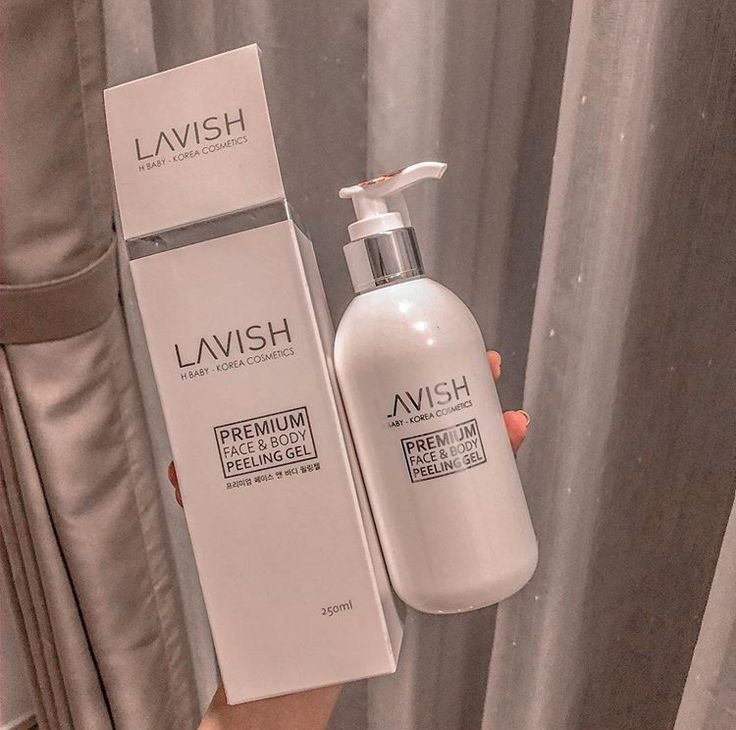 LAVISH
H BABY - KOREA COSMETICS
LAVISH
H BABY - KOREA COSMETICS
PREMIUM
FACE & BODY
PEELING GEL
프리미엄 페이스 앤 바디 필링젤
250ml
LAVISH
BABY - KOREA COSMETICS
PREMIUM
FACE & BODY
PEELING GEL